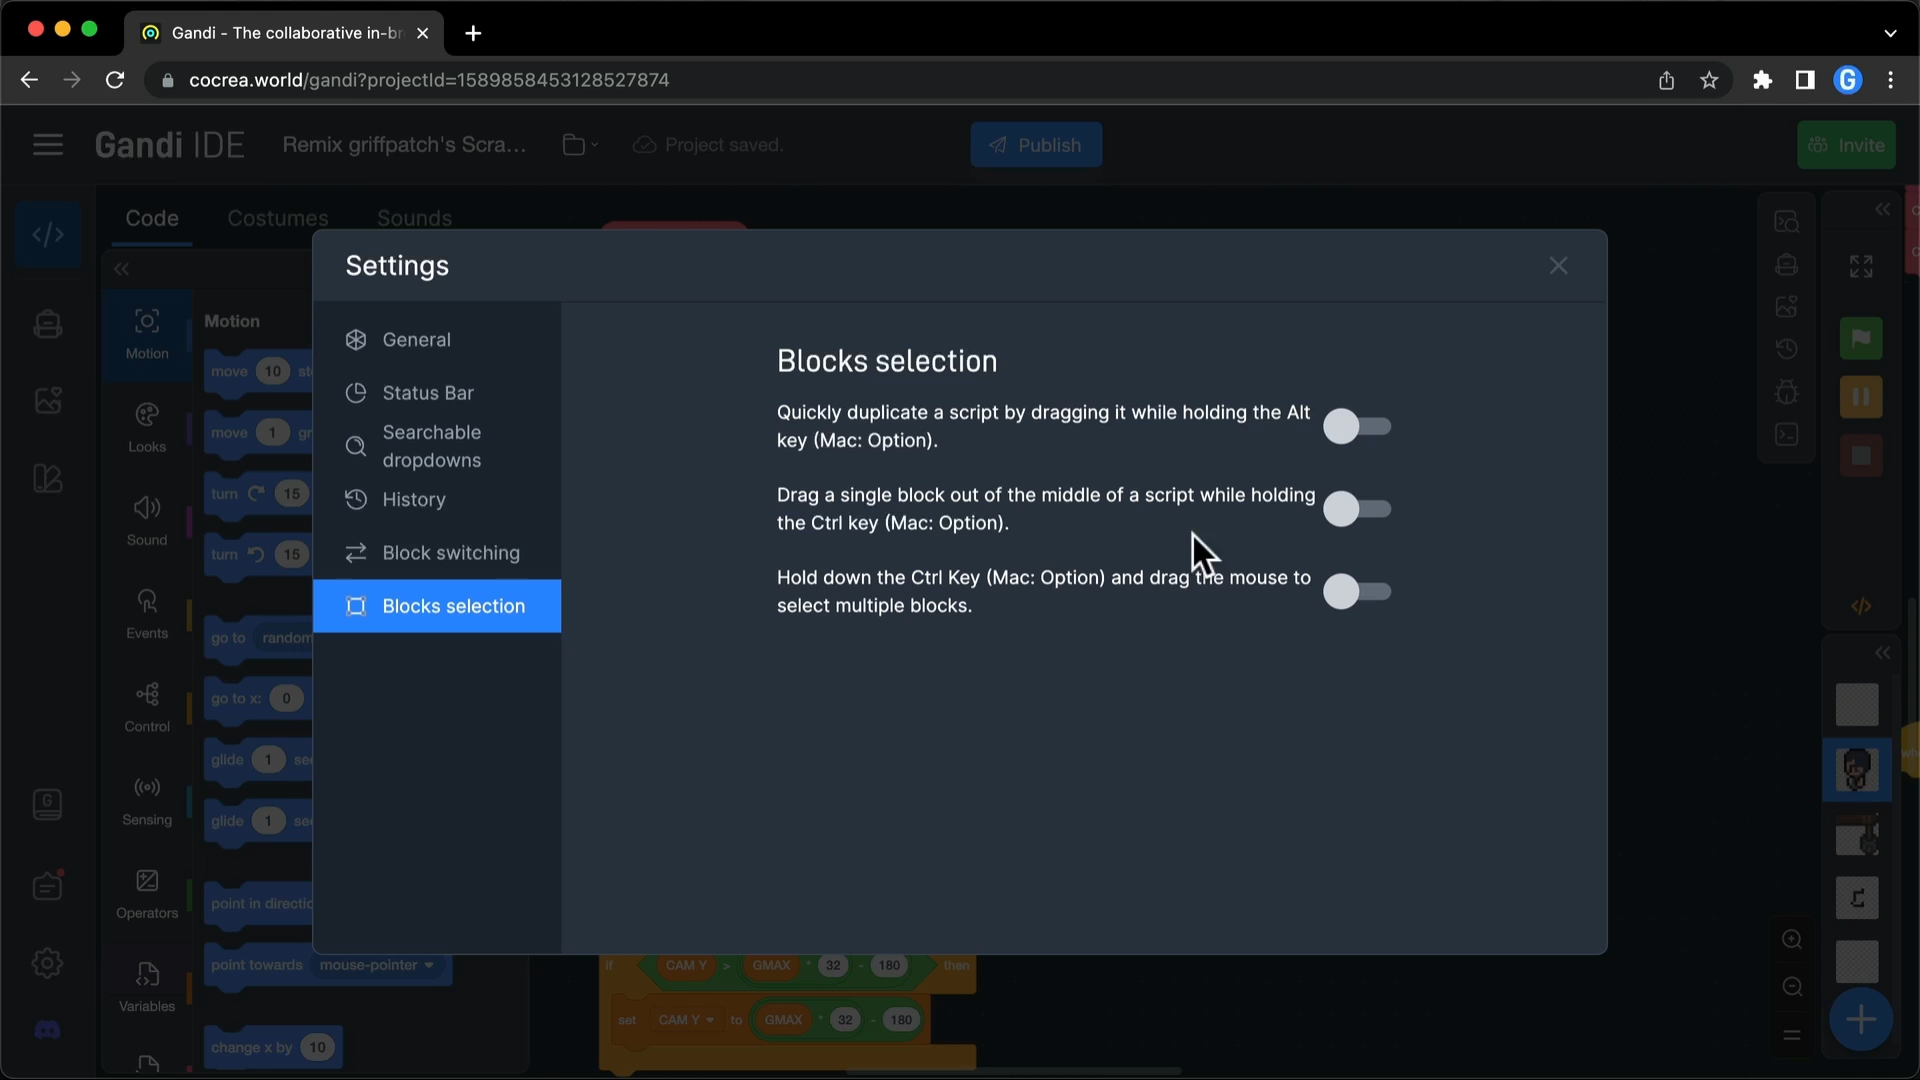 Gandi - The collaborative in-br
cocrea.world/gandi?projectId=1589858453128527874
G
Gandi IDE
Remix griffpatch's Scra...
Project saved.
Publish
Invite
Code
Costumes
Sounds
Settings
General
Status Bar
Searchable
dropdowns
History
Block switching
Blocks selection
Blocks selection
Quickly duplicate a script by dragging it while holding the Alt
key (Mac: Option).
Drag a single block out of the middle of a script while holding
the Ctrl key (Mac: Option).
Hold down the Ctrl Key (Mac: Option) and drag the mouse to
select multiple blocks.
Motion
Looks
Sound
Events
Control
Sensing
Operators
Variables
Motion
move 10 st
move 1 gr
turn 15
turn 15
go to random
go to x: 0
glide 1 sec
glide 1 sec
point in directio
point towards mouse-pointer
change x by 10
if CAM Y > GMAX * 32 - 180 then
set CAM Y to GMAX * 32 - 180